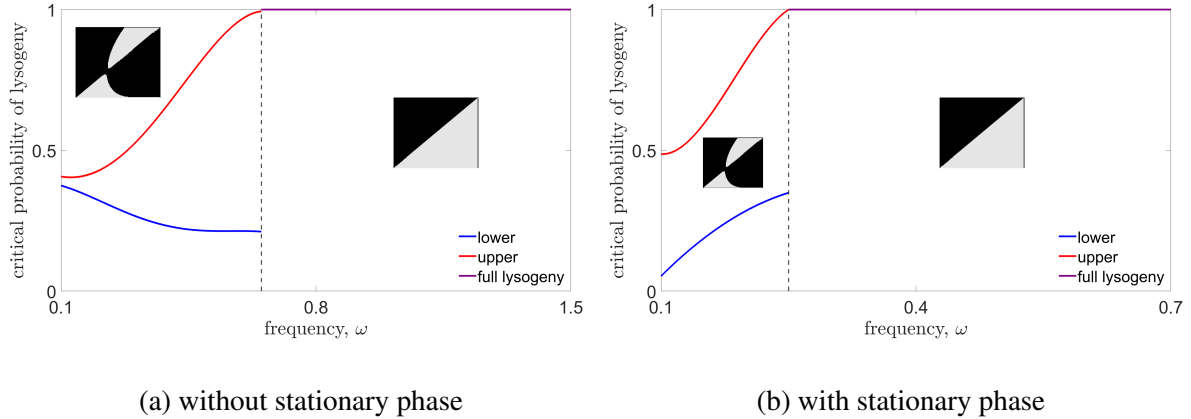 1
0.5
0
critical probability of lysogeny
0.1
0.8
1.5
frequency, ω
lower
upper
full lysogeny
(a) without stationary phase
1
0.5
0
critical probability of lysogeny
0.1
0.4
0.7
frequency, ω
lower
upper
full lysogeny
(b) with stationary phase